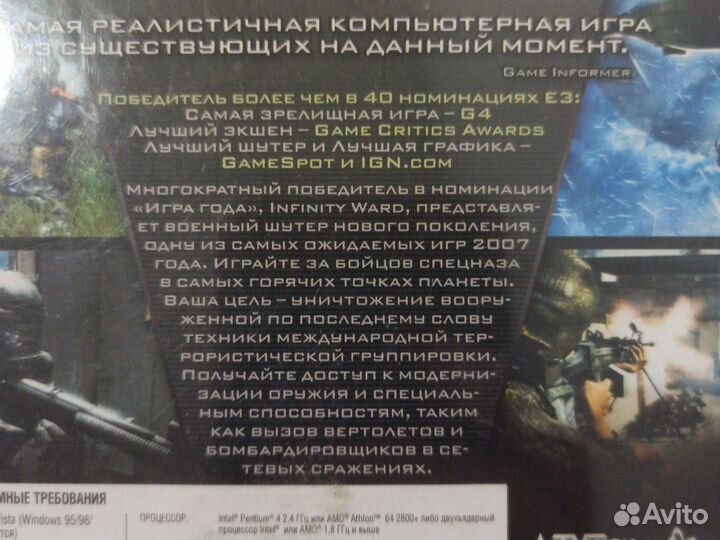 САМАЯ РЕАЛИСТИЧНАЯ КОМПЬЮТЕРНАЯ ИГРА
ИЗ СУЩЕСТВУЮЩИХ НА ДАННЫЙ МОМЕНТ.
GAME INFORMER
ПОБЕДИТЕЛЬ БОЛЕЕ ЧЕМ В 40 НОМИНАЦИЯХ E3:
САМАЯ ЗРЕЛИЩНАЯ ИГРА – G4
ЛУЧШИЙ ЭКШЕН – GAME CRITICS AWARDS
ЛУЧШИЙ ШУТЕР И ЛУЧШАЯ ГРАФИКА –
GAMESPOT И IGN.COM
МНОГОКРАТНЫЙ ПОБЕДИТЕЛЬ В НОМИНАЦИИ
«ИГРА ГОДА», INFINITY WARD, ПРЕДСТАВЛЯ-
ЕТ ВОЕННЫЙ ШУТЕР НОВОГО ПОКОЛЕНИЯ,
ОДНУ ИЗ САМЫХ ОЖИДАЕМЫХ ИГР 2007
ГОДА. ИГРАЙТЕ ЗА БОЙЦОВ СПЕЦНАЗА
В САМЫХ ГОРЯЧИХ ТОЧКАХ ПЛАНЕТЫ.
ВАША ЦЕЛЬ – УНИЧТОЖЕНИЕ ВООРУ-
ЖЕННОЙ ПО ПОСЛЕДНЕМУ СЛОВУ
ТЕХНИКИ МЕЖДУНАРОДНОЙ ТЕР-
РОРИСТИЧЕСКОЙ ГРУППИРОВКИ.
ПОЛУЧАЙТЕ ДОСТУП К МОДЕРНИ-
ЗАЦИИ ОРУЖИЯ И СПЕЦИАЛЬ-
НЫМ СПОСОБНОСТЯМ, ТАКИМ
КАК ВЫЗОВ ВЕРТОЛЕТОВ И
БОМБАРДИРОВЩИКОВ В СЕ-
ТЕВЫХ СРАЖЕНИЯХ.
МНЫЕ ТРЕБОВАНИЯ
Vista (Windows 95/98/
тся)
ПРОЦЕССОР:
Intel® Pentium® 4 2,4 ГГц или AMD® Athlon™ 64 2800+ либо двухъядерный
процессор Intel® или AMD® 1,8 ГГц и выше
Avito